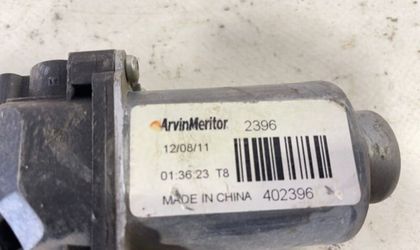 ArvinMeritor 2396
12/08/11
01:36:23 T8
MADE IN CHINA 402396